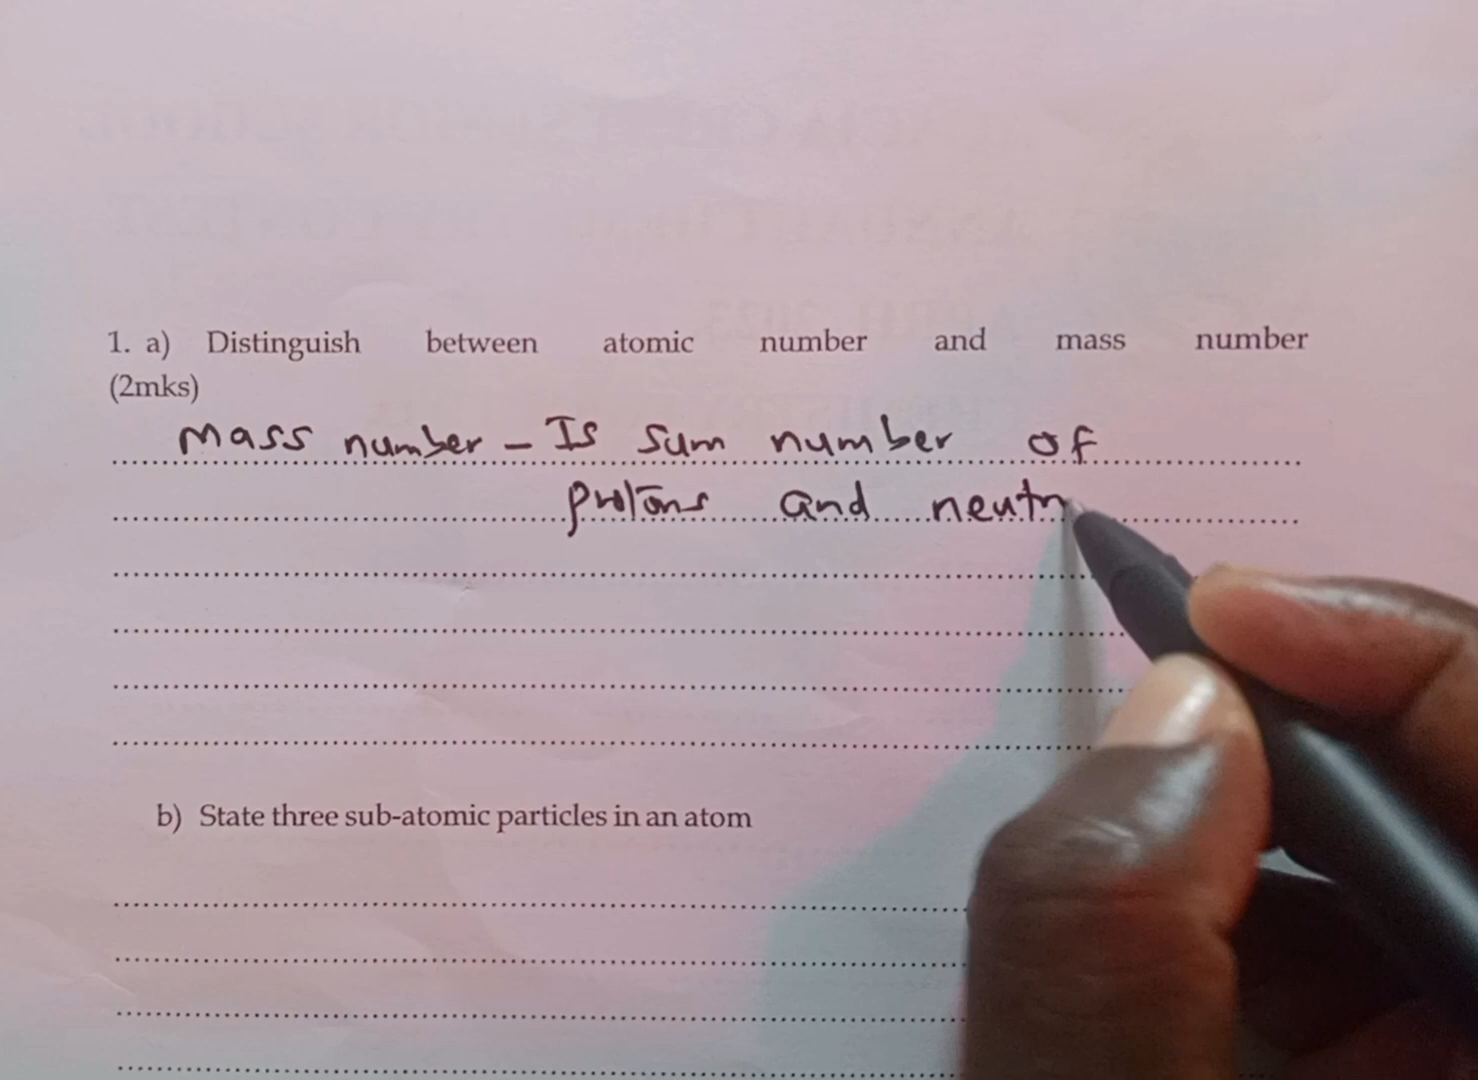 1. a) Distinguish between atomic number and mass number
(2mks)
Mass number - Is sum number of
protons and neutr
b) State three sub-atomic particles in an atom